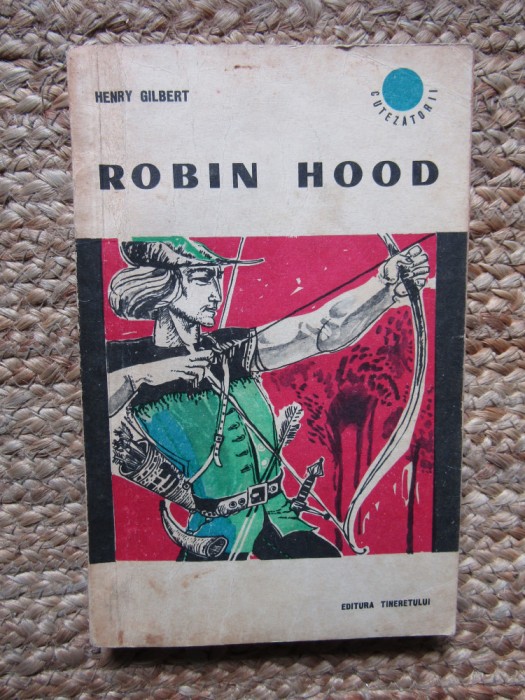 HENRY GILBERT
CUTEZĂTORII
ROBIN HOOD
EDITURA TINERETULUI